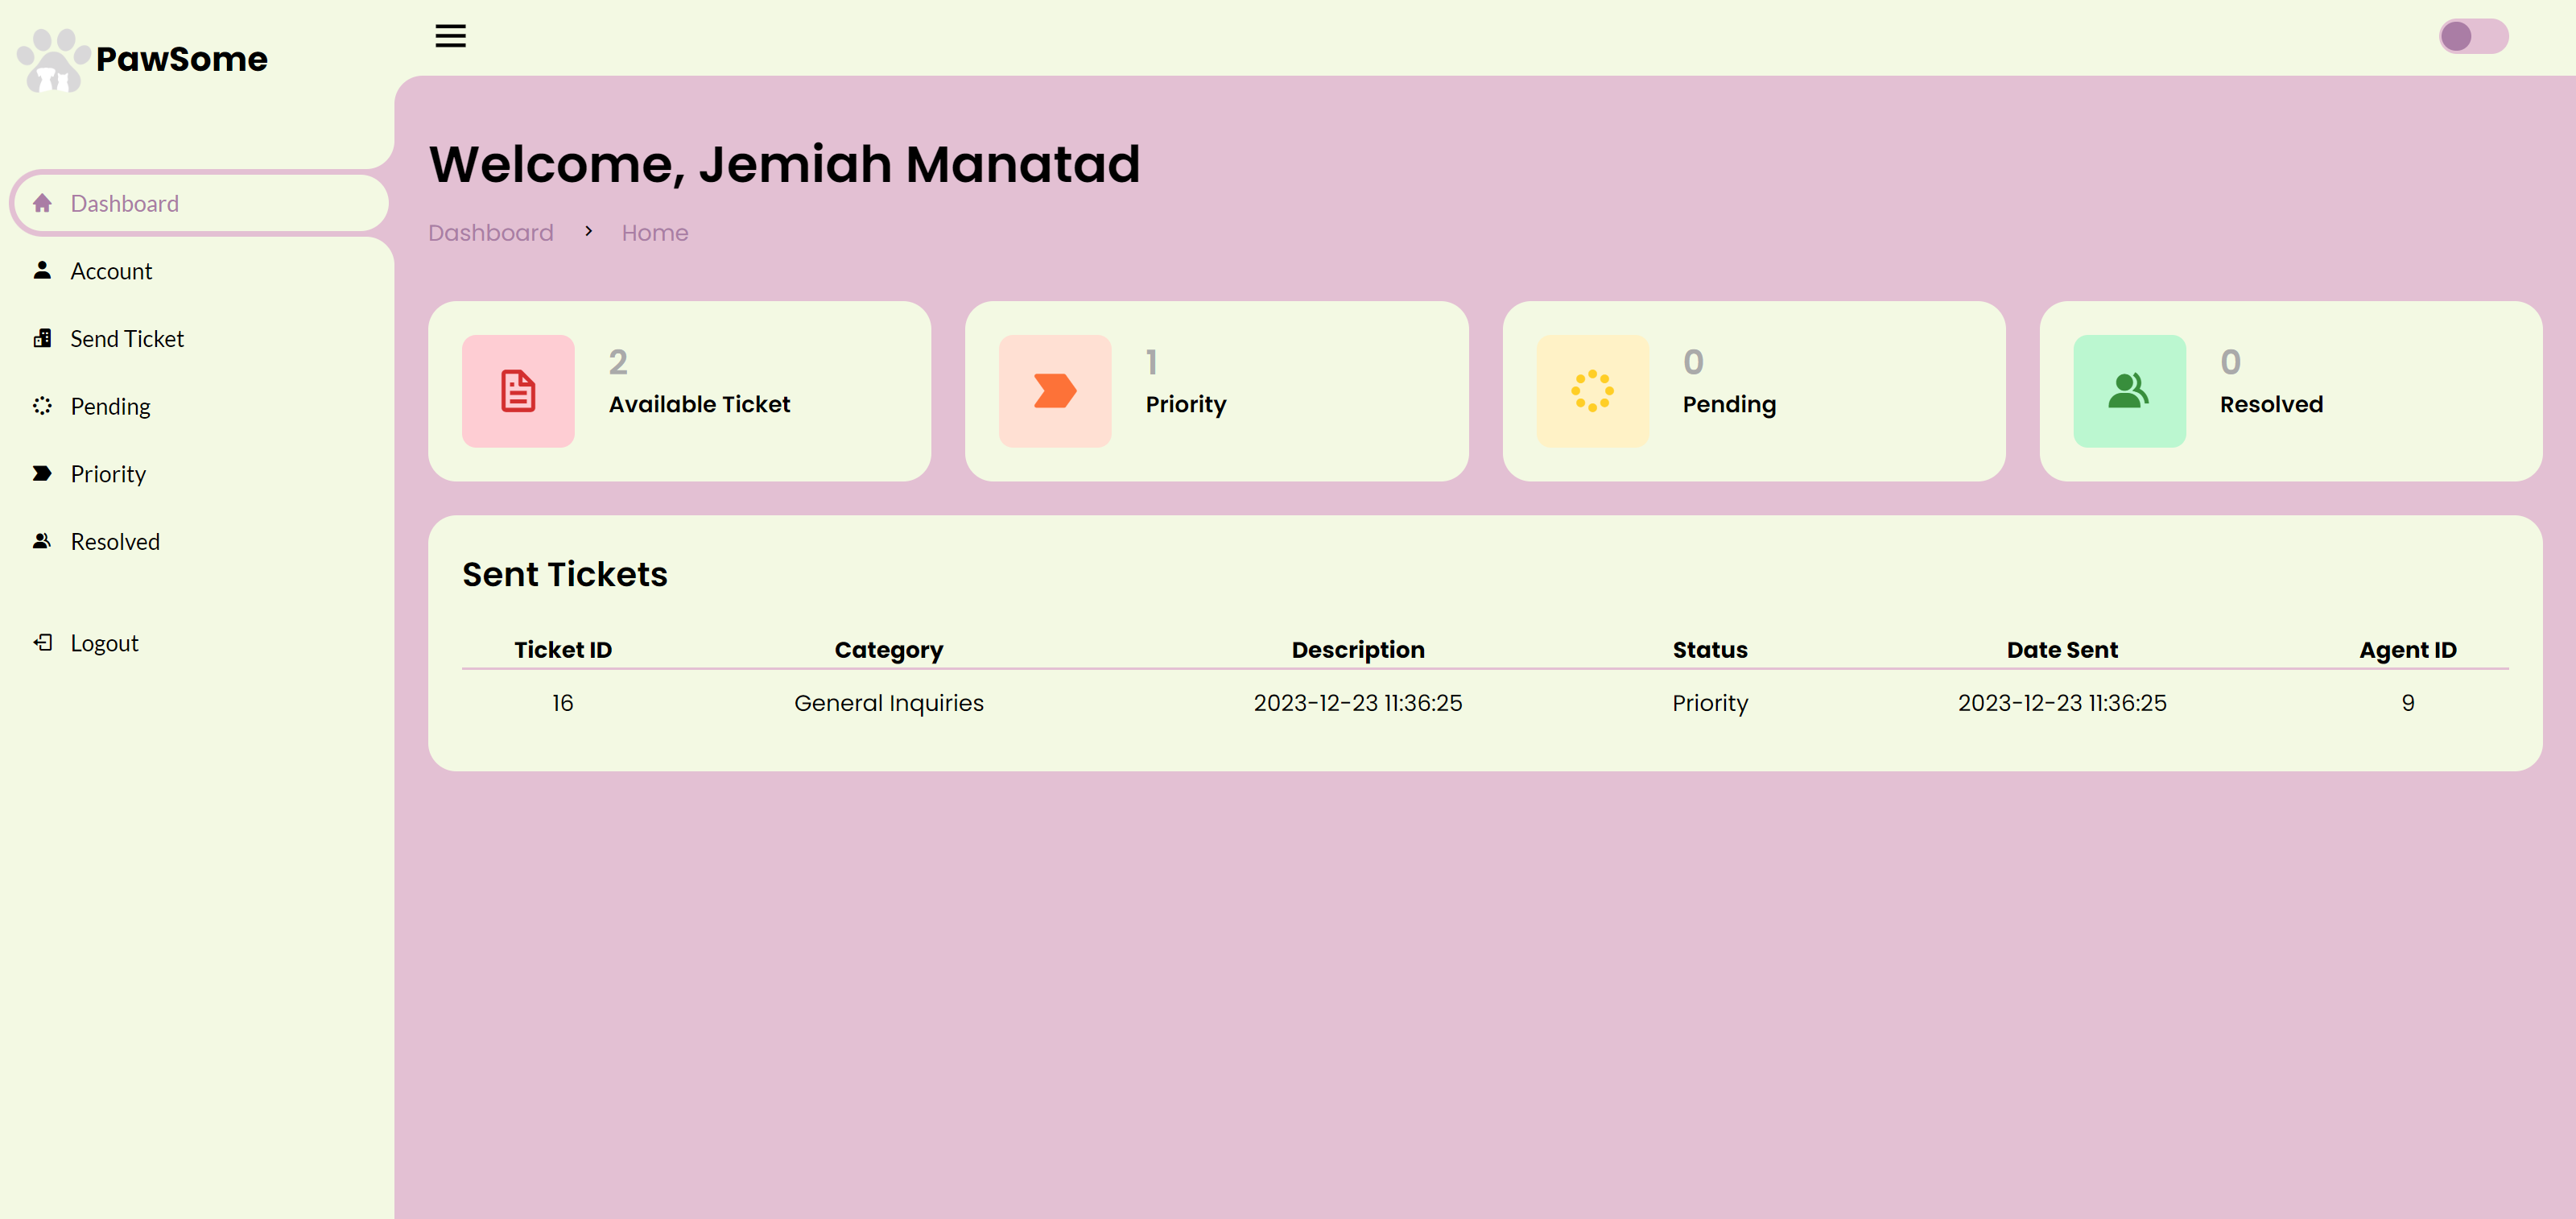 PawSome
Dashboard
Account
Send Ticket
Pending
Priority
Resolved
Logout
Welcome, Jemiah Manatad
Dashboard > Home
2
Available Ticket
1
Priority
0
Pending
0
Resolved
Sent Tickets
Ticket ID Category Description Status Date Sent Agent ID
16 General Inquiries 2023-12-23 11:36:25 Priority 2023-12-23 11:36:25 9